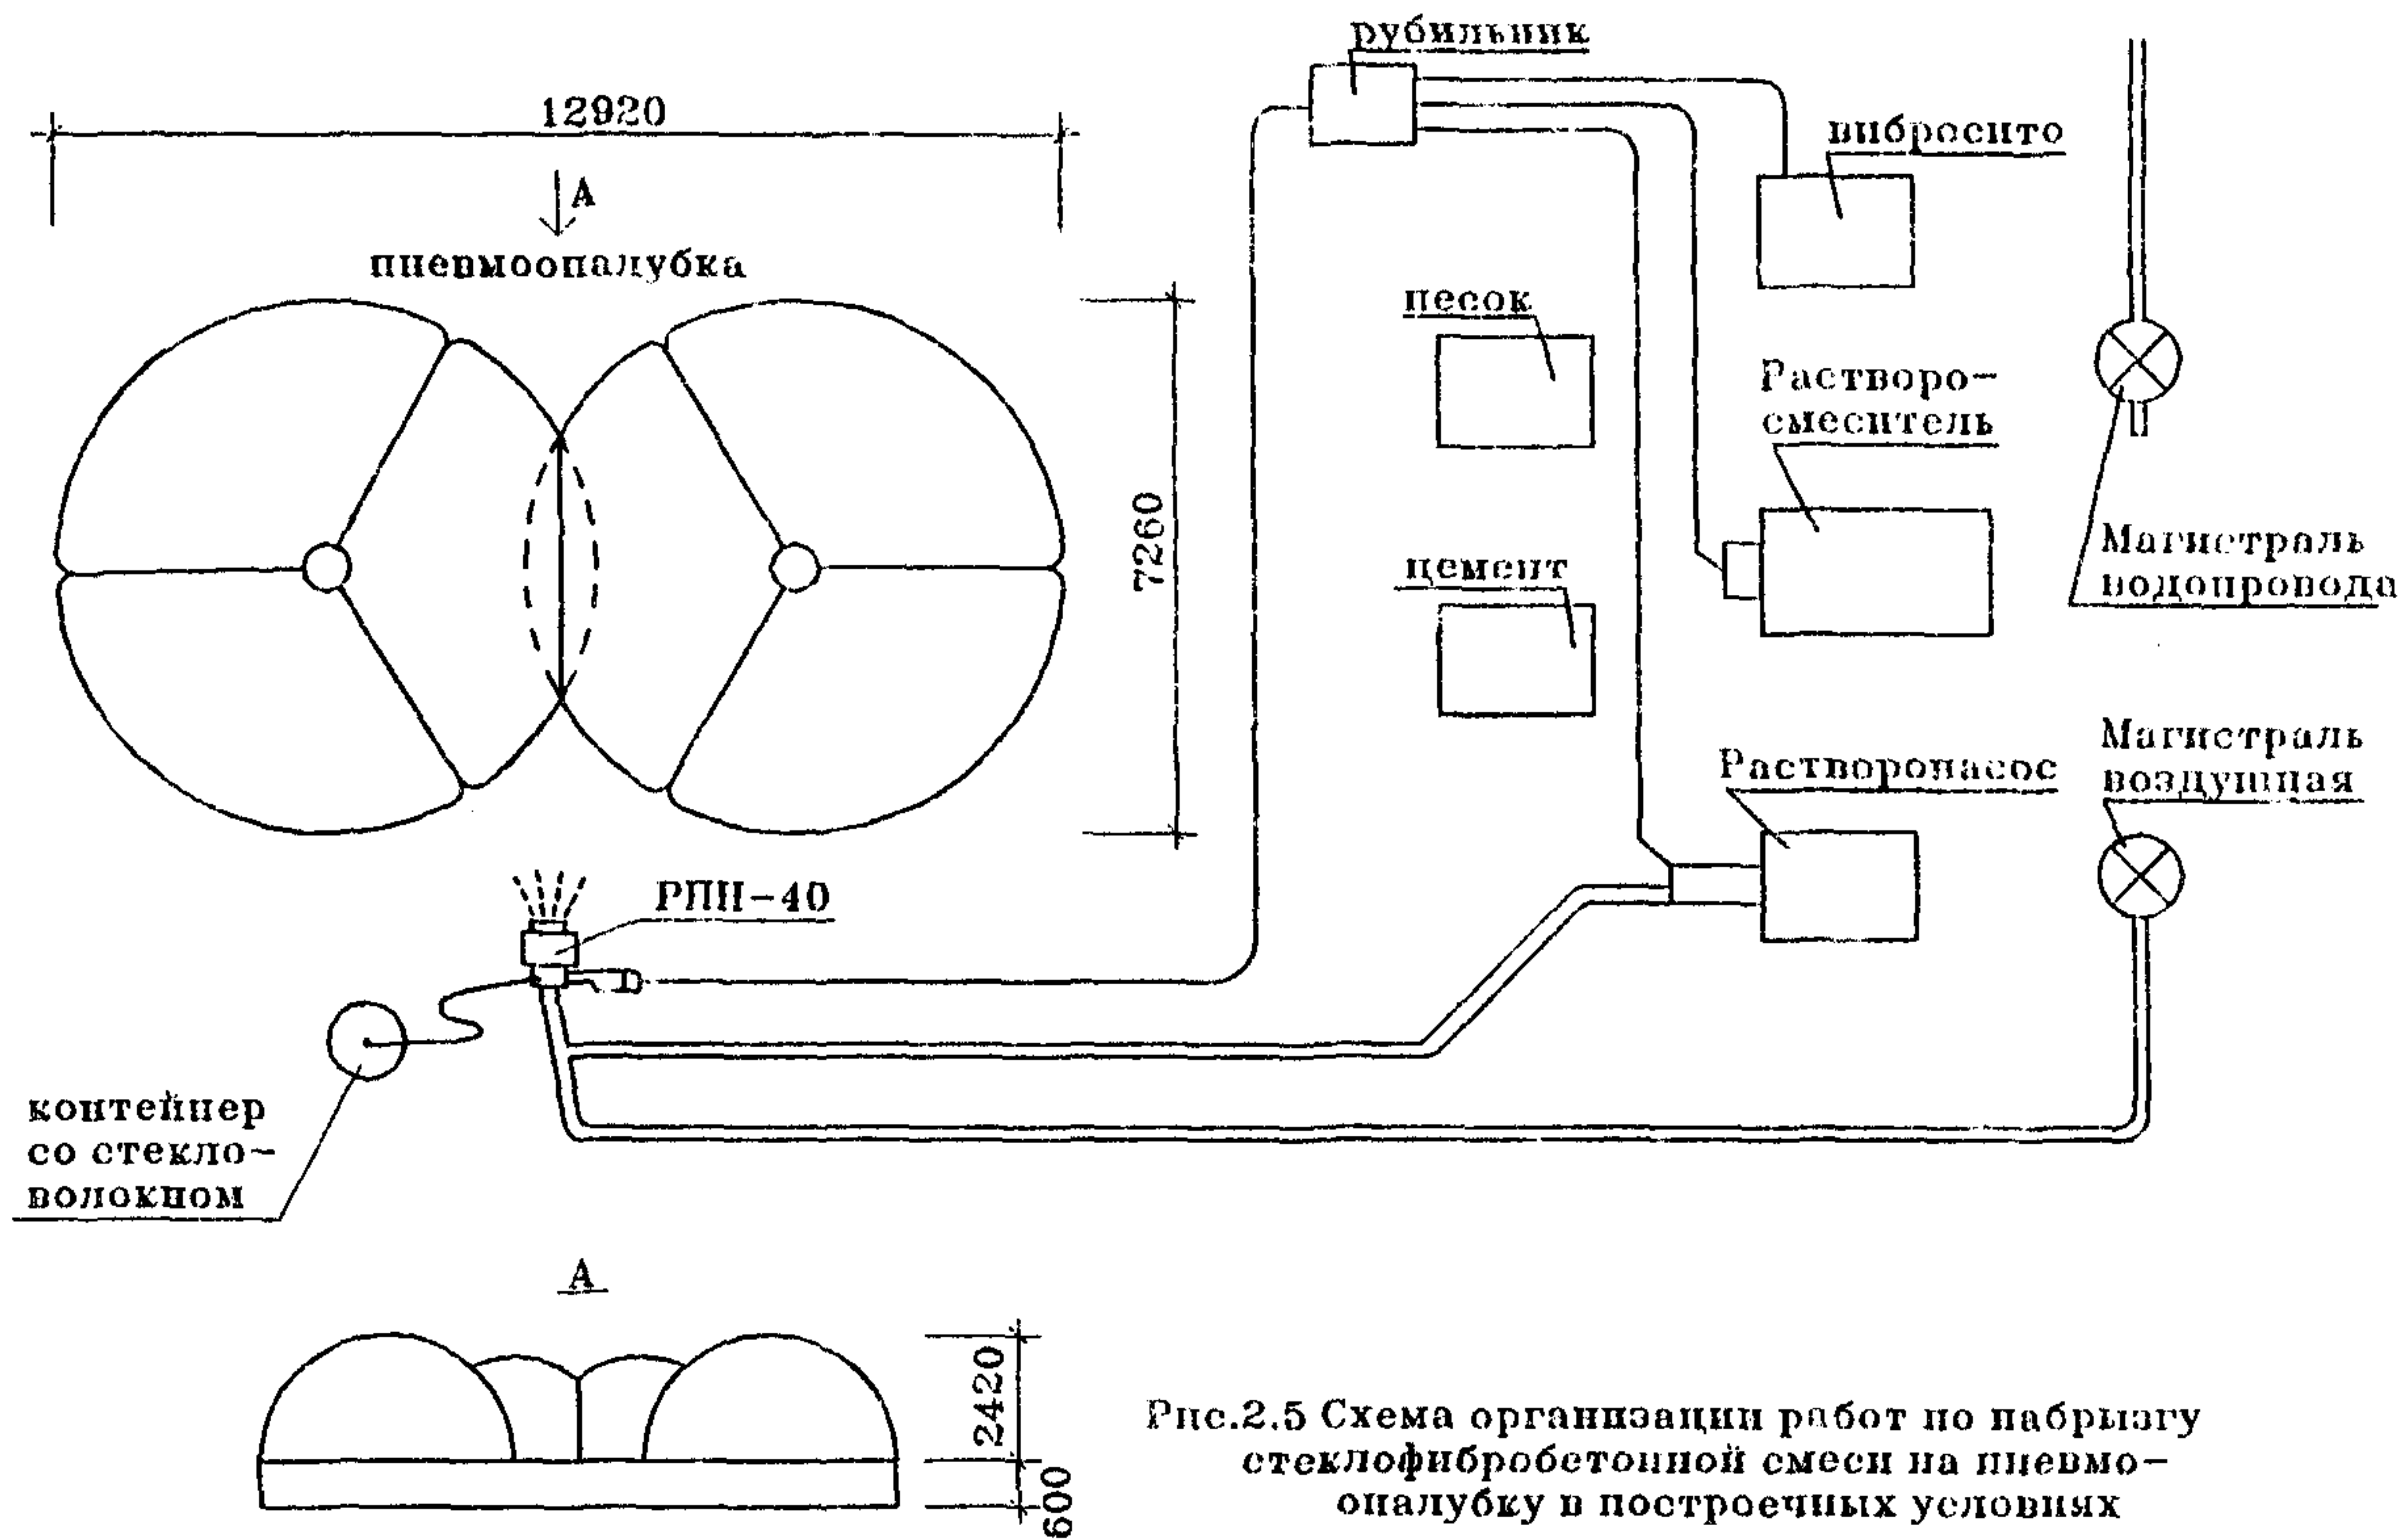 рубильник
12920
вибросито
А
пневмоопалубка
песок
Растворо-
смеситель
7260
цемент
Магистраль
водопровода
Магистраль
воздушная
Растворонасос
РПН-40
контейнер
со стекло-
волокном
А
2420
600
Рис.2.5 Схема организации работ по набрызгу
стеклофибробетонной смеси на пневмо-
опалубку в построечных условиях